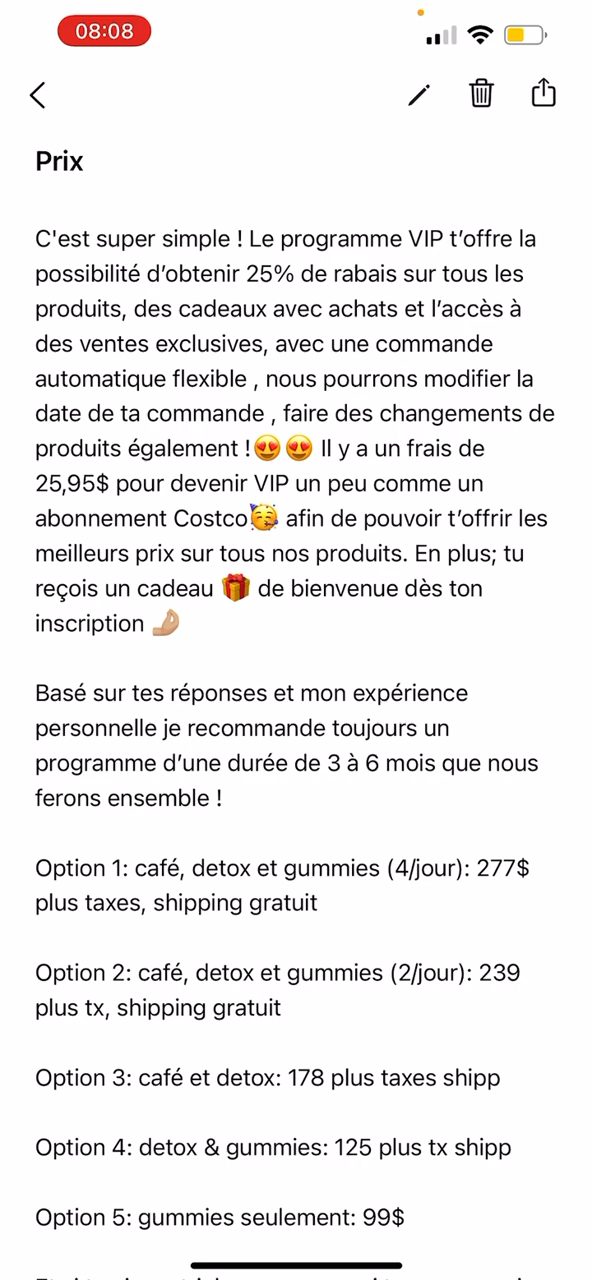 08:08
Prix
C'est super simple ! Le programme VIP t’offre la
possibilité d’obtenir 25% de rabais sur tous les
produits, des cadeaux avec achats et l’accès à
des ventes exclusives, avec une commande
automatique flexible , nous pourrons modifier la
date de ta commande , faire des changements de
produits également !😍😍 Il y a un frais de
25,95$ pour devenir VIP un peu comme un
abonnement Costco🥳 afin de pouvoir t’offrir les
meilleurs prix sur tous nos produits. En plus; tu
reçois un cadeau 🎁 de bienvenue dès ton
inscription 🤌🏼
Basé sur tes réponses et mon expérience
personnelle je recommande toujours un
programme d’une durée de 3 à 6 mois que nous
ferons ensemble !
Option 1: café, detox et gummies (4/jour): 277$
plus taxes, shipping gratuit
Option 2: café, detox et gummies (2/jour): 239
plus tx, shipping gratuit
Option 3: café et detox: 178 plus taxes shipp
Option 4: detox & gummies: 125 plus tx shipp
Option 5: gummies seulement: 99$